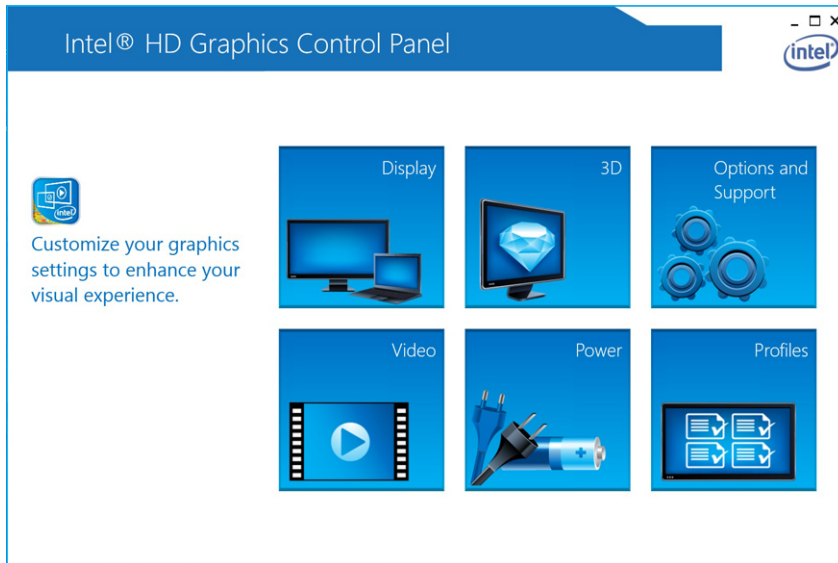 Intel® HD Graphics Control Panel
intel
Display
3D
Options and
Support
intel
Customize your graphics
settings to enhance your
visual experience.
Video
Power
Profiles